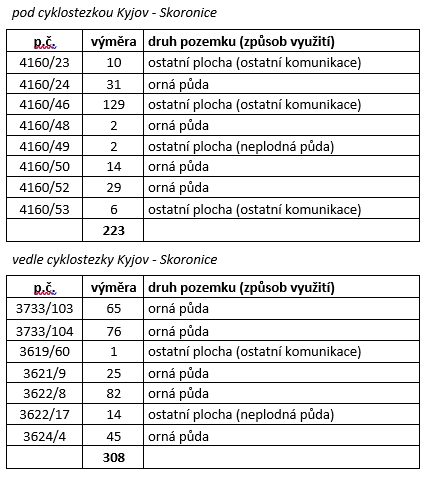 pod cyklostezkou Kyjov - Skoronice
p.č. výměra druh pozemku (způsob využití)
4160/23 10 ostatní plocha (ostatní komunikace)
4160/24 31 orná půda
4160/46 129 ostatní plocha (ostatní komunikace)
4160/48 2 orná půda
4160/49 2 ostatní plocha (neplodná půda)
4160/50 14 orná půda
4160/52 29 orná půda
4160/53 6 ostatní plocha (ostatní komunikace)
223
vedle cyklostezky Kyjov - Skoronice
p.č. výměra druh pozemku (způsob využití)
3733/103 65 orná půda
3733/104 76 orná půda
3619/60 1 ostatní plocha (ostatní komunikace)
3621/9 25 orná půda
3622/8 82 orná půda
3622/17 14 ostatní plocha (neplodná půda)
3624/4 45 orná půda
308